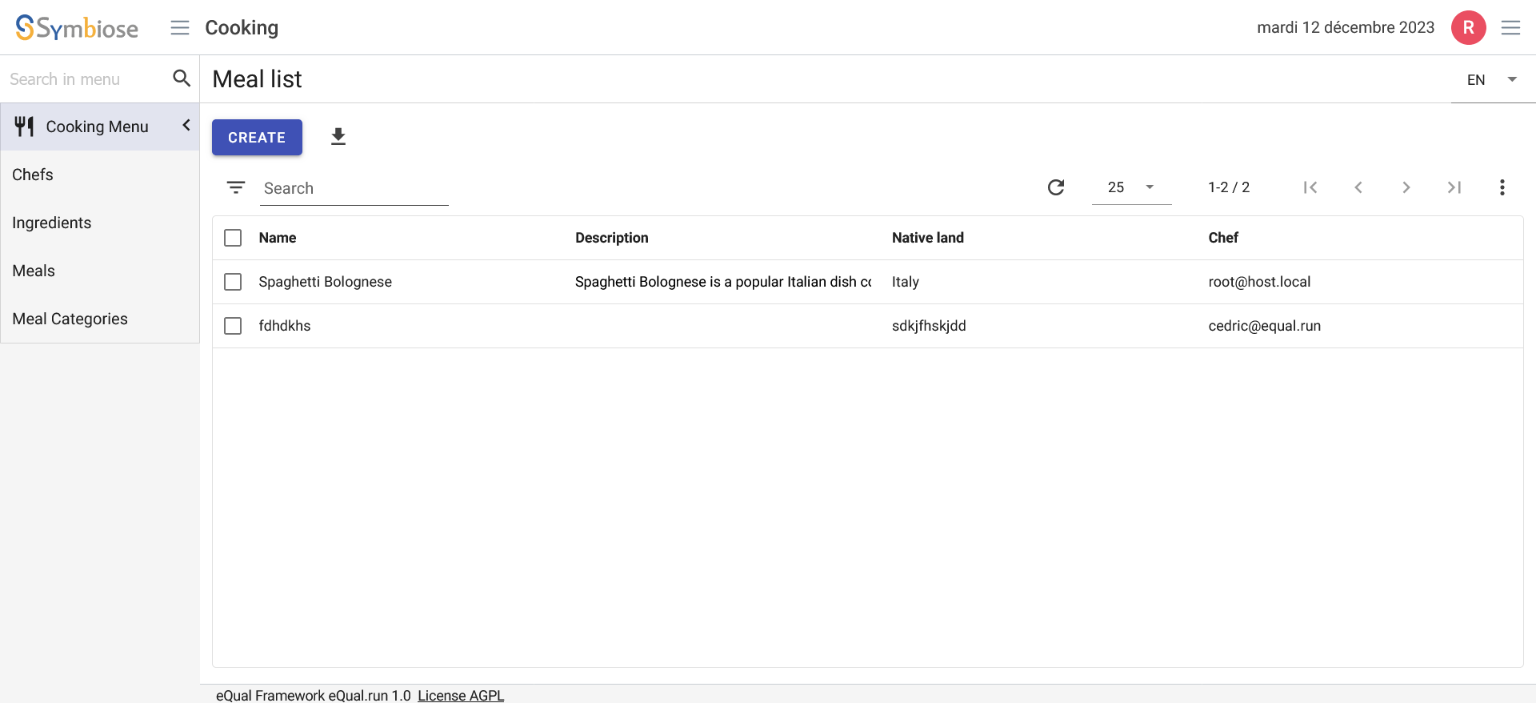 Symbiose Cooking mardi 12 décembre 2023 R
Search in menu Meal list EN
Cooking Menu
CREATE
Chefs
Search 25 1-2 / 2
Ingredients
Name Description Native land Chef
Meals
Spaghetti Bolognese Spaghetti Bolognese is a popular Italian dish Italy root@host.local
Meal Categories
fdhdkhs sdkjfhskjdd cedric@equal.run
eQual Framework eQual.run 1.0 License AGPL